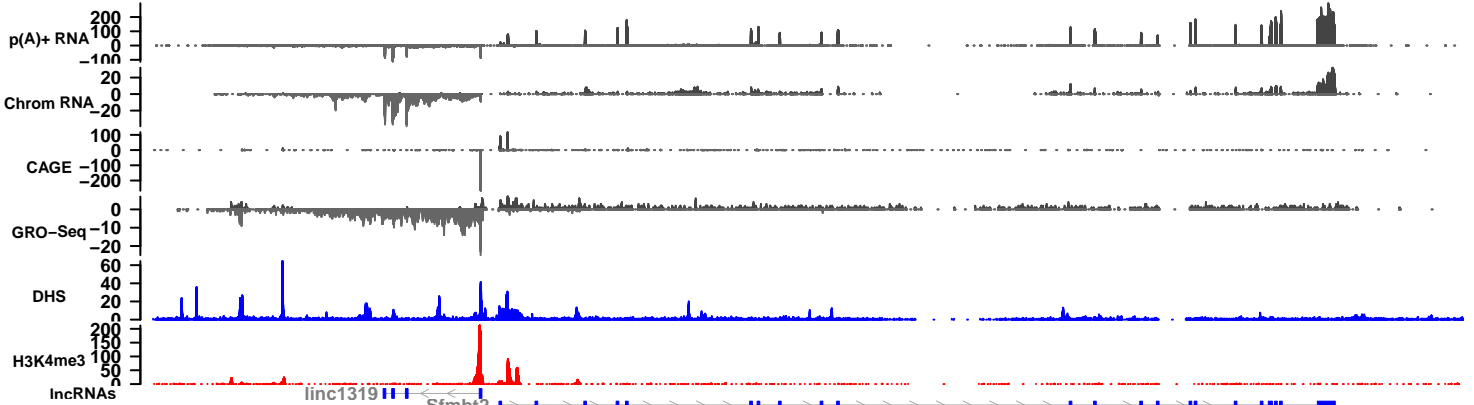 200
p(A)+ RNA 100
0
−100
20
Chrom RNA 0
−20
100
0
CAGE −100
−200
0
GRO−Seq −10
−20
60
40
DHS 20
0
200
150
H3K4me3 100
50
0
lncRNAs linc1319
Sfmbt2